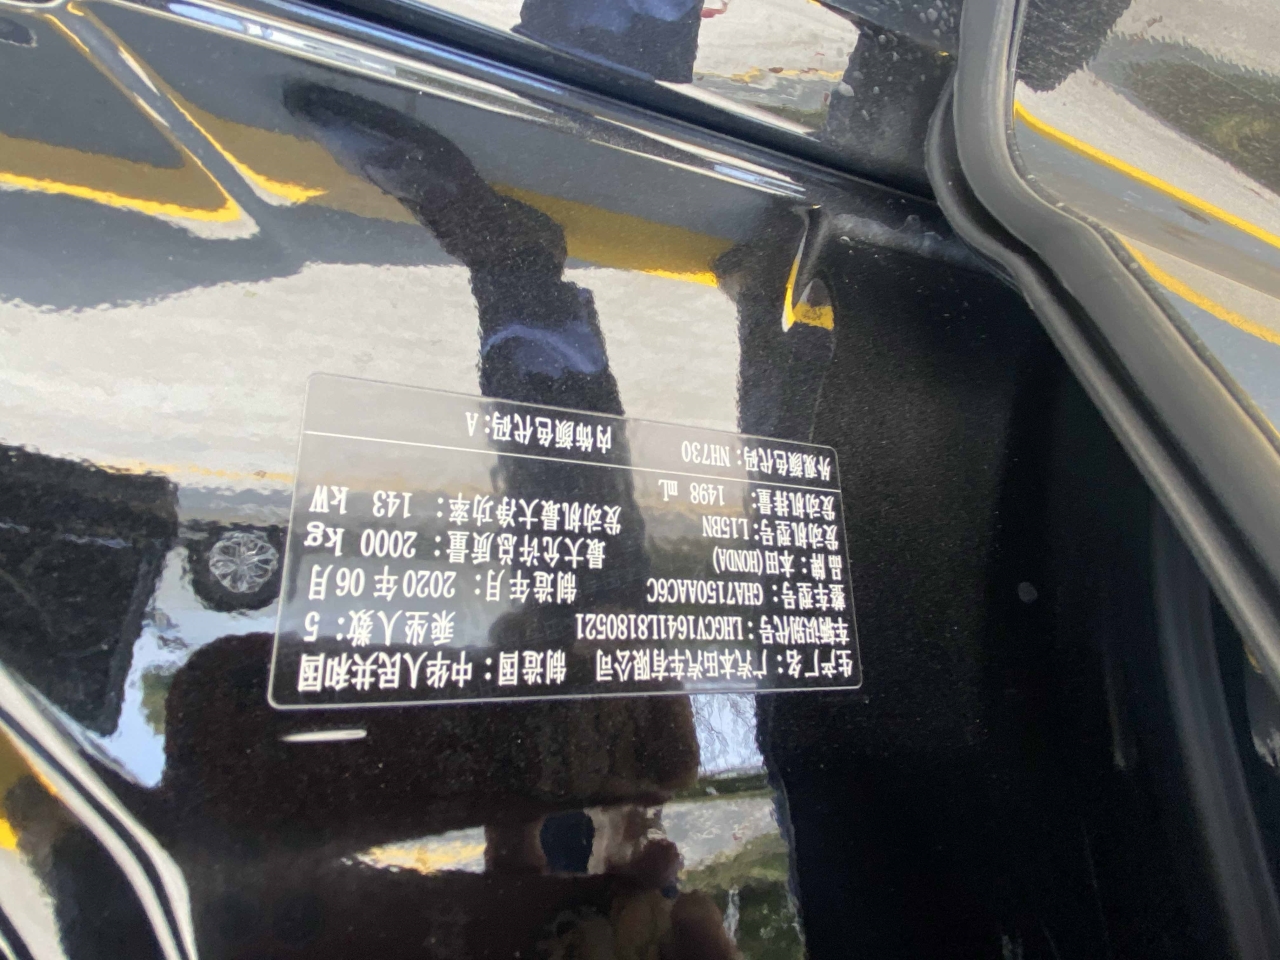 生产厂名：广汽本田汽车有限公司 制造国：中华人民共和国
车辆识别代号：LHGCV1641L8180521 乘坐人数：5
整车型号：GHA7150AAC6C 制造年月：2020年06月
品牌：本田(HONDA) 最大允许总质量：2000 kg
发动机型号：L15BN 发动机最大净功率：143 kW
发动机排量：1498 mL
外观颜色代码：NH730 内饰颜色代码：A